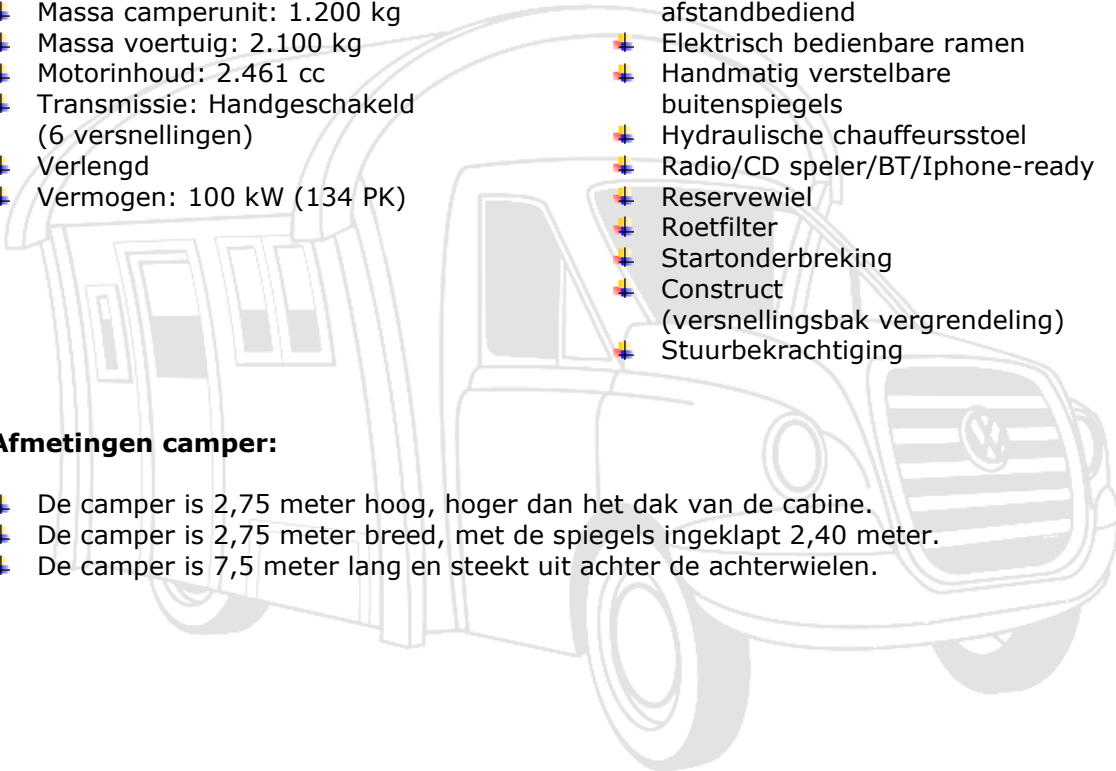 Massa camperunit: 1.200 kg
Massa voertuig: 2.100 kg
Motorinhoud: 2.461 cc
Transmissie: Handgeschakeld
(6 versnellingen)
Verlengd
Vermogen: 100 kW (134 PK)
afstandbediend
Elektrisch bedienbare ramen
Handmatig verstelbare
buitenspiegels
Hydraulische chauffeursstoel
Radio/CD speler/BT/Iphone-ready
Reservewiel
Roetfilter
Startonderbreking
Construct
(versnellingsbak vergrendeling)
Stuurbekrachtiging
Afmetingen camper:
De camper is 2,75 meter hoog, hoger dan het dak van de cabine.
De camper is 2,75 meter breed, met de spiegels ingeklapt 2,40 meter.
De camper is 7,5 meter lang en steekt uit achter de achterwielen.